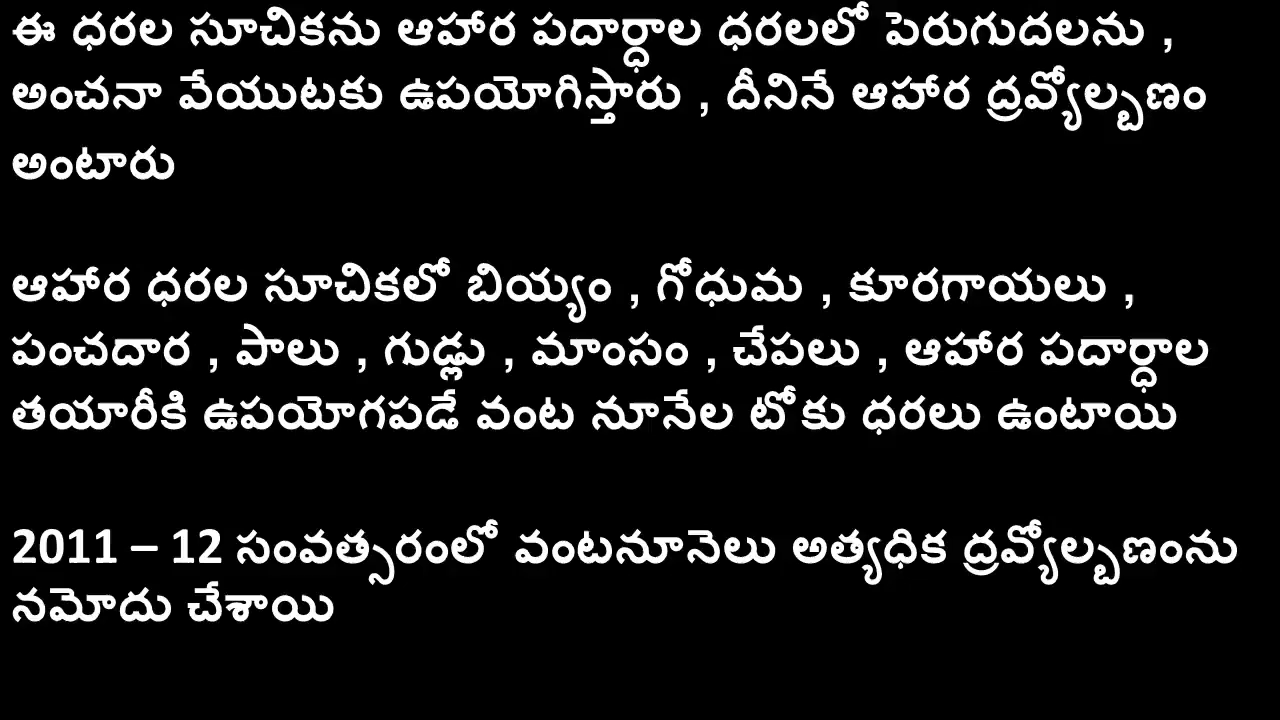 ఈ ధరల సూచికను ఆహార పదార్ధాల ధరలలో పెరుగుదలను ,
అంచనా వేయుటకు ఉపయోగిస్తారు , దీనినే ఆహార ద్రవ్యోల్బణం
అంటారు
ఆహార ధరల సూచికలో బియ్యం , గోధుమ , కూరగాయలు ,
పంచదార , పాలు , గుడ్లు , మాంసం , చేపలు , ఆహార పదార్ధాల
తయారీకి ఉపయోగపడే వంట నూనేల టోకు ధరలు ఉంటాయి
2011 – 12 సంవత్సరంలో వంటనూనెలు అత్యధిక ద్రవ్యోల్బణంను
నమోదు చేశాయి